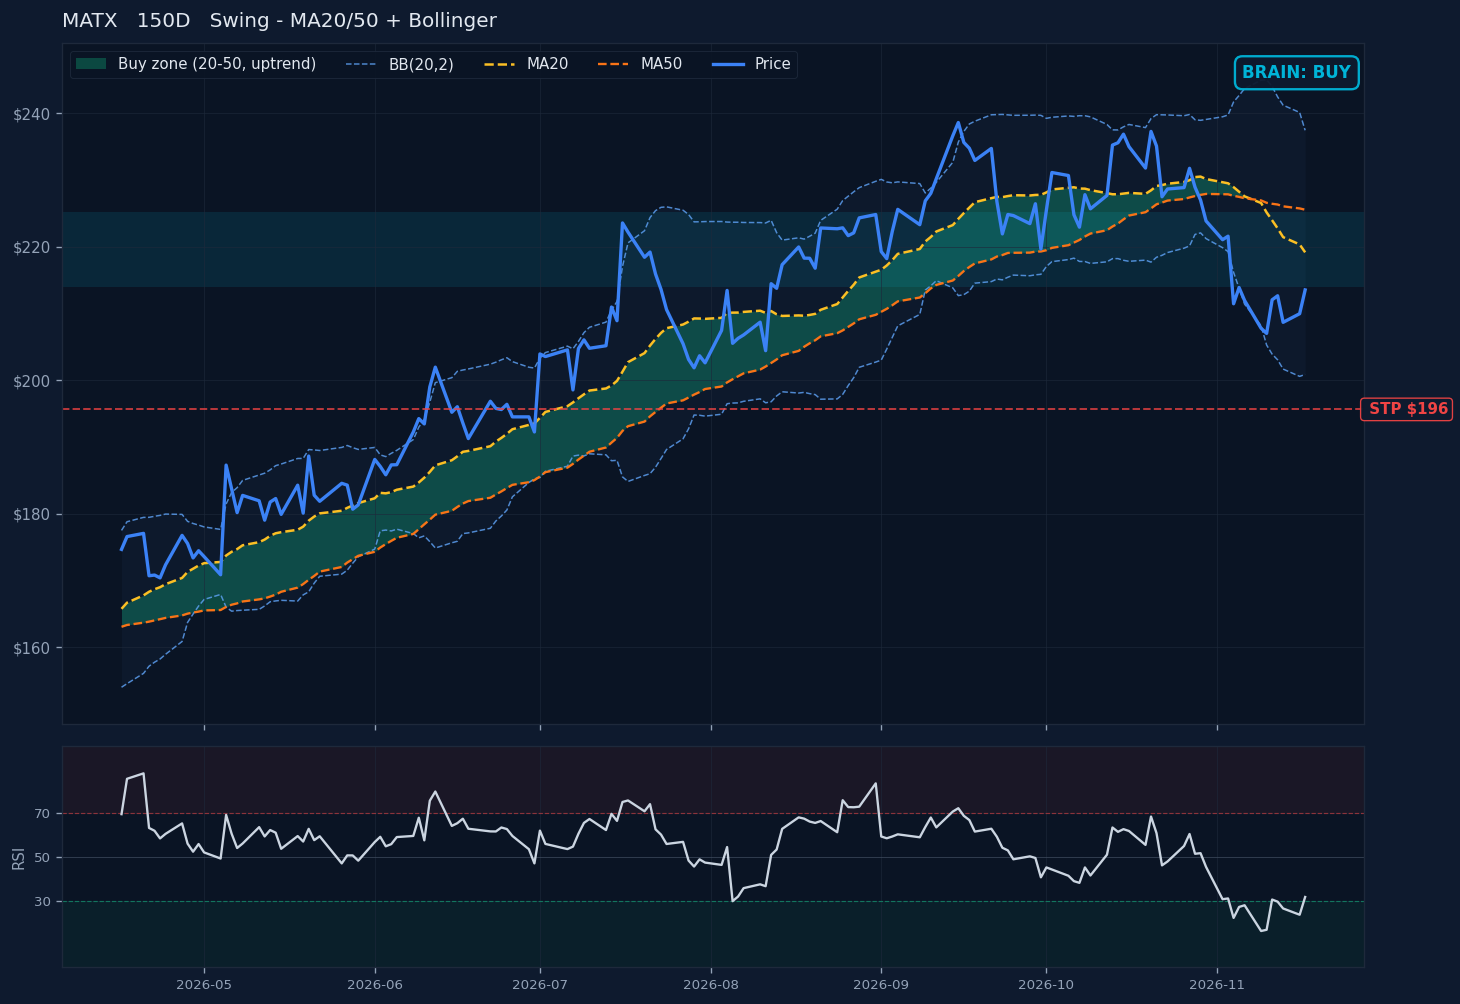 MATX   150D   Swing - MA20/50 + Bollinger
Buy zone (20-50, uptrend)   BB(20,2)   MA20   MA50   Price
BRAIN: BUY
$240
$220
$200
$180
$160
STP $196
RSI
70
50
30
2026-05   2026-06   2026-07   2026-08   2026-09   2026-10   2026-11